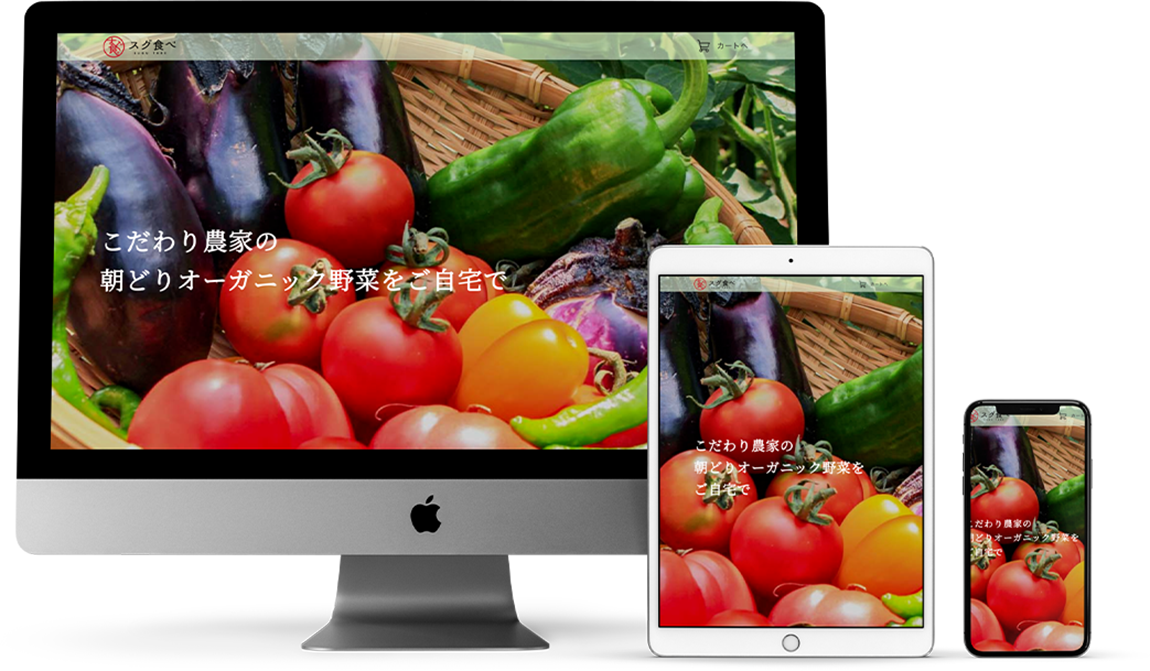 スグ食べ
カートへ
こだわり農家の
朝どりオーガニック野菜をご自宅で
スグ食べ
カートへ
こだわり農家の
朝どりオーガニック野菜を
ご自宅で
スグ食
こだわり農家の
朝どりオーガニック野菜を
ご自宅で